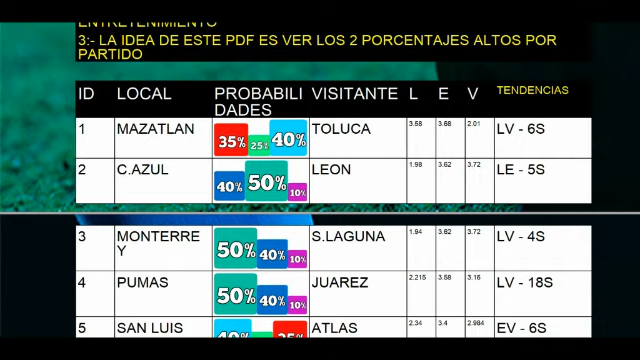 ENTRETENIMIENTO
3:- LA IDEA DE ESTE PDF ES VER LOS 2 PORCENTAJES ALTOS POR
PARTIDO
ID LOCAL PROBABILI VISITANTE L E V TENDENCIAS
DADES
1 MAZATLAN 35% 25% 40% TOLUCA 3.58 3.68 2.01 LV - 6S
2 C.AZUL 40% 50% 10% LEON 1.98 3.62 3.72 LE - 5S
3 MONTERRE 50% 40% 10% S.LAGUNA 1.94 3.82 3.72 LV - 4S
Y
4 PUMAS 50% 40% 10% JUAREZ 2.215 3.58 3.16 LV - 18S
5 SAN LUIS 40% 35% ATLAS 2.34 3.4 2.984 EV - 6S